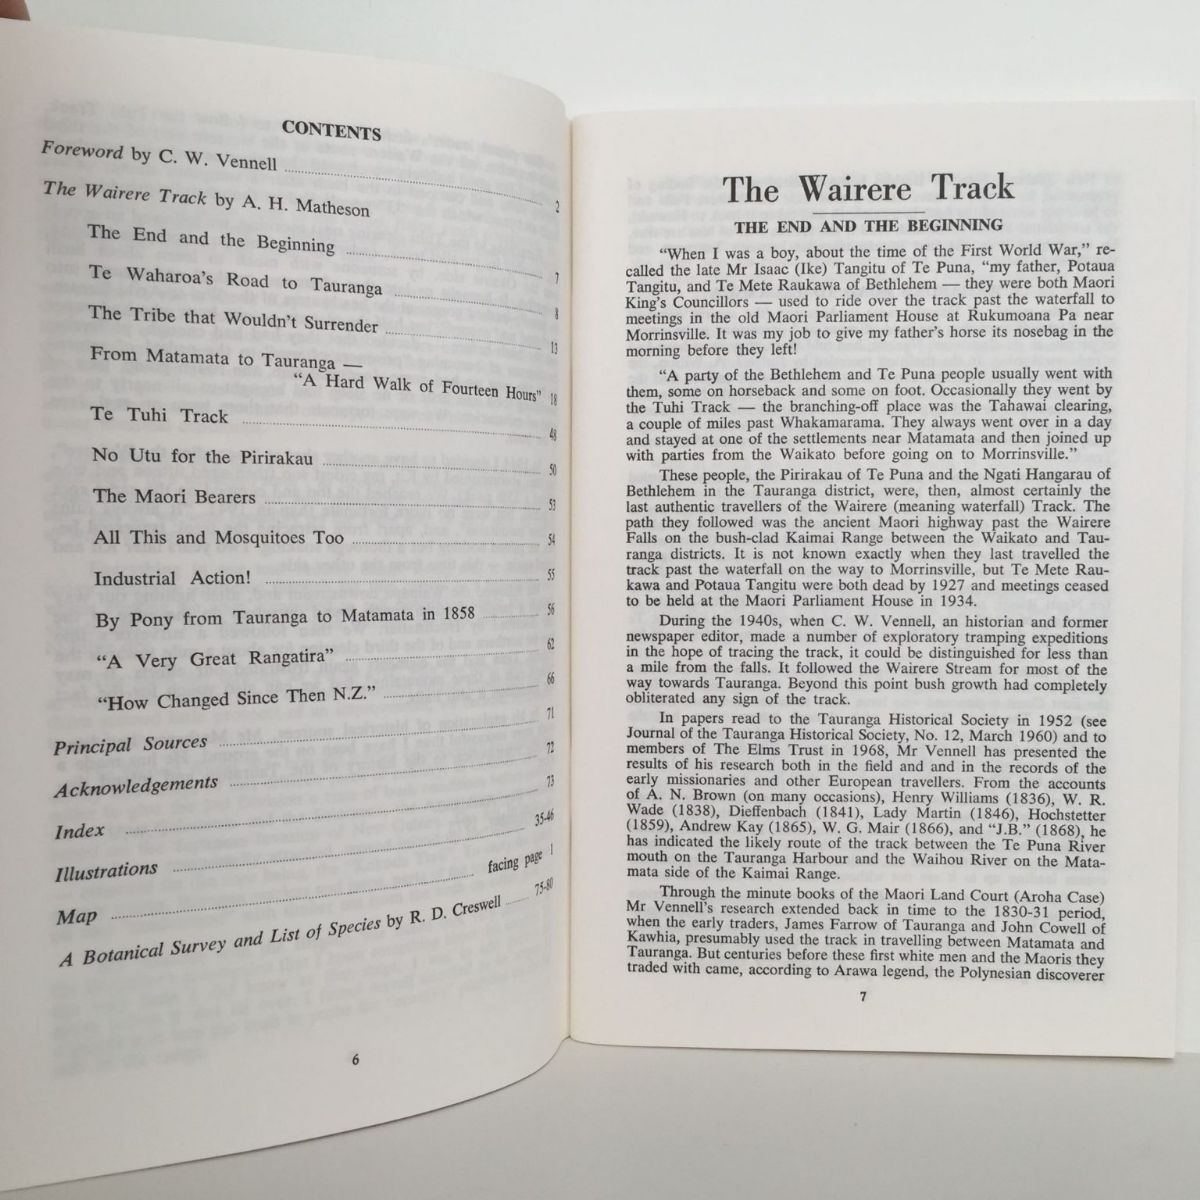 CONTENTS
Foreword by C. W. Vennell 2
The Wairere Track by A. H. Matheson
The End and the Beginning 7
Te Waharoa's Road to Tauranga 8
The Tribe that Wouldn't Surrender 13
From Matamata to Tauranga —
“A Hard Walk of Fourteen Hours” 18
Te Tuhi Track 48
No Utu for the Pirirakau 50
The Maori Bearers 53
All This and Mosquitoes Too 54
Industrial Action! 55
By Pony from Tauranga to Matamata in 1858 56
“A Very Great Rangatira” 62
“How Changed Since Then N.Z.” 66
Principal Sources 71
Acknowledgements 72
Index 73
Illustrations 35-46
Map facing page 1
A Botanical Survey and List of Species by R. D. Creswell 75-80
6
The Wairere Track
THE END AND THE BEGINNING
“When I was a boy, about the time of the First World War,” re-
called the late Mr Isaac (Ike) Tangitu of Te Puna, “my father, Potaua
Tangitu, and Te Mete Raukawa of Bethlehem — they were both Maori
King's Councillors — used to ride over the track past the waterfall to
meetings in the old Maori Parliament House at Rukumoana Pa near
Morrinsville. It was my job to give my father's horse its nosebag in the
morning before they left!
“A party of the Bethlehem and Te Puna people usually went with
them, some on horseback and some on foot. Occasionally they went by
the Tuhi Track — the branching-off place was the Tahawai clearing,
a couple of miles past Whakamarama. They always went over in a day
and stayed at one of the settlements near Matamata and then joined up
with parties from the Waikato before going on to Morrinsville.”
These people, the Pirirakau of Te Puna and the Ngati Hangarau of
Bethlehem in the Tauranga district, were, then, almost certainly the
last authentic travellers of the Wairere (meaning waterfall) Track. The
path they followed was the ancient Maori highway past the Wairere
Falls on the bush-clad Kaimai Range between the Waikato and Tau-
ranga districts. It is not known exactly when they last travelled the
track past the waterfall on the way to Morrinsville, but Te Mete Rau-
kawa and Potaua Tangitu were both dead by 1927 and meetings ceased
to be held at the Maori Parliament House in 1934.
During the 1940s, when C. W. Vennell, an historian and former
newspaper editor, made a number of exploratory tramping expeditions
in the hope of tracing the track, it could be distinguished for less than
a mile from the falls. It followed the Wairere Stream for most of the
way towards Tauranga. Beyond this point bush growth had completely
obliterated any sign of the track.
In papers read to the Tauranga Historical Society in 1952 (see
Journal of the Tauranga Historical Society, No. 12, March 1960) and to
members of The Elms Trust in 1968, Mr Vennell has presented the
results of his research both in the field and and in the records of the
early missionaries and other European travellers. From the accounts
of A. N. Brown (on many occasions), Henry Williams (1836), W. R.
Wade (1838), Dieffenbach (1841), Lady Martin (1846), Hochstetter
(1859), Andrew Kay (1865), W. G. Mair (1866), and “J.B.” (1868), he
has indicated the likely route of the track between the Te Puna River
mouth on the Tauranga Harbour and the Waihou River on the Mata-
mata side of the Kaimai Range.
Through the minute books of the Maori Land Court (Aroha Case)
Mr Vennell's research extended back in time to the 1830-31 period,
when the early traders, James Farrow of Tauranga and John Cowell of
Kawhia, presumably used the track in travelling between Matamata and
Tauranga. But centuries before these first white men and the Maoris they
traded with came, according to Arawa legend, the Polynesian discoverer
7